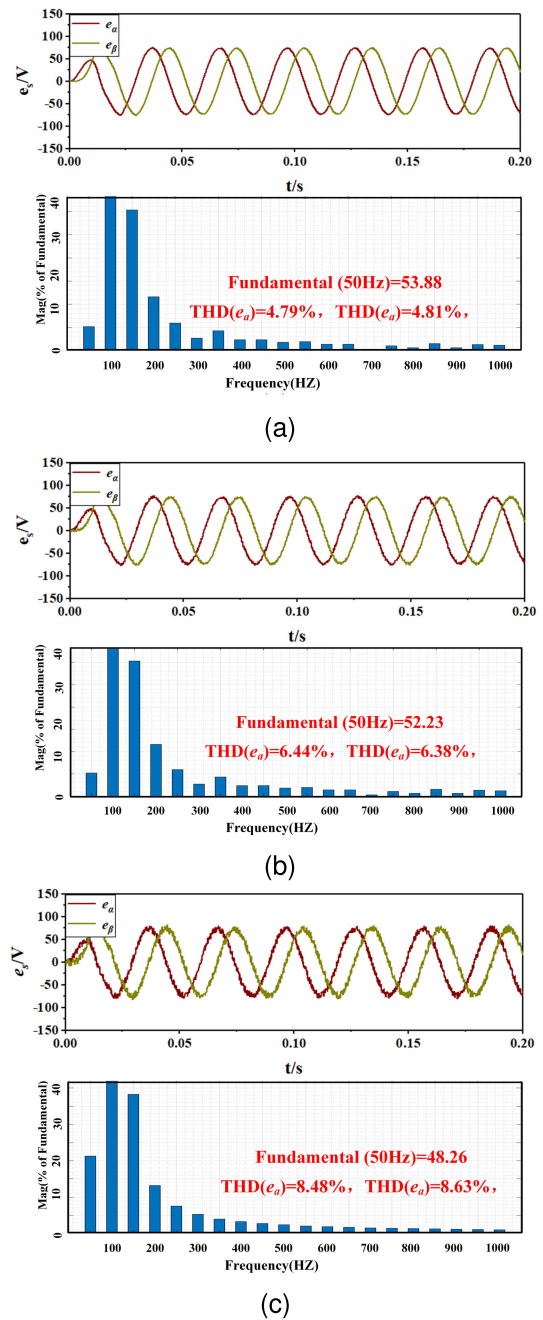 150
100
50
0
-50
-100
-150
e_α
e_β
e_s/V
0.00 0.05 0.10 0.15 0.20
t/s
40
30
20
10
0
Mag(% of Fundamental)
Fundamental (50Hz)=53.88
THD(e_a)=4.79%，THD(e_a)=4.81%，
100 200 300 400 500 600 700 800 900 1000
Frequency(HZ)
(a)
150
100
50
0
-50
-100
-150
e_α
e_β
e_s/V
0.00 0.05 0.10 0.15 0.20
t/s
40
30
20
10
0
Mag(% of Fundamental)
Fundamental (50Hz)=52.23
THD(e_a)=6.44%，THD(e_a)=6.38%，
100 200 300 400 500 600 700 800 900 1000
Frequency(HZ)
(b)
150
100
50
0
-50
-100
-150
e_α
e_β
e_s/V
0.00 0.05 0.10 0.15 0.20
t/s
40
30
20
10
0
Mag(% of Fundamental)
Fundamental (50Hz)=48.26
THD(e_a)=8.48%，THD(e_a)=8.63%，
100 200 300 400 500 600 700 800 900 1000
Frequency(HZ)
(c)